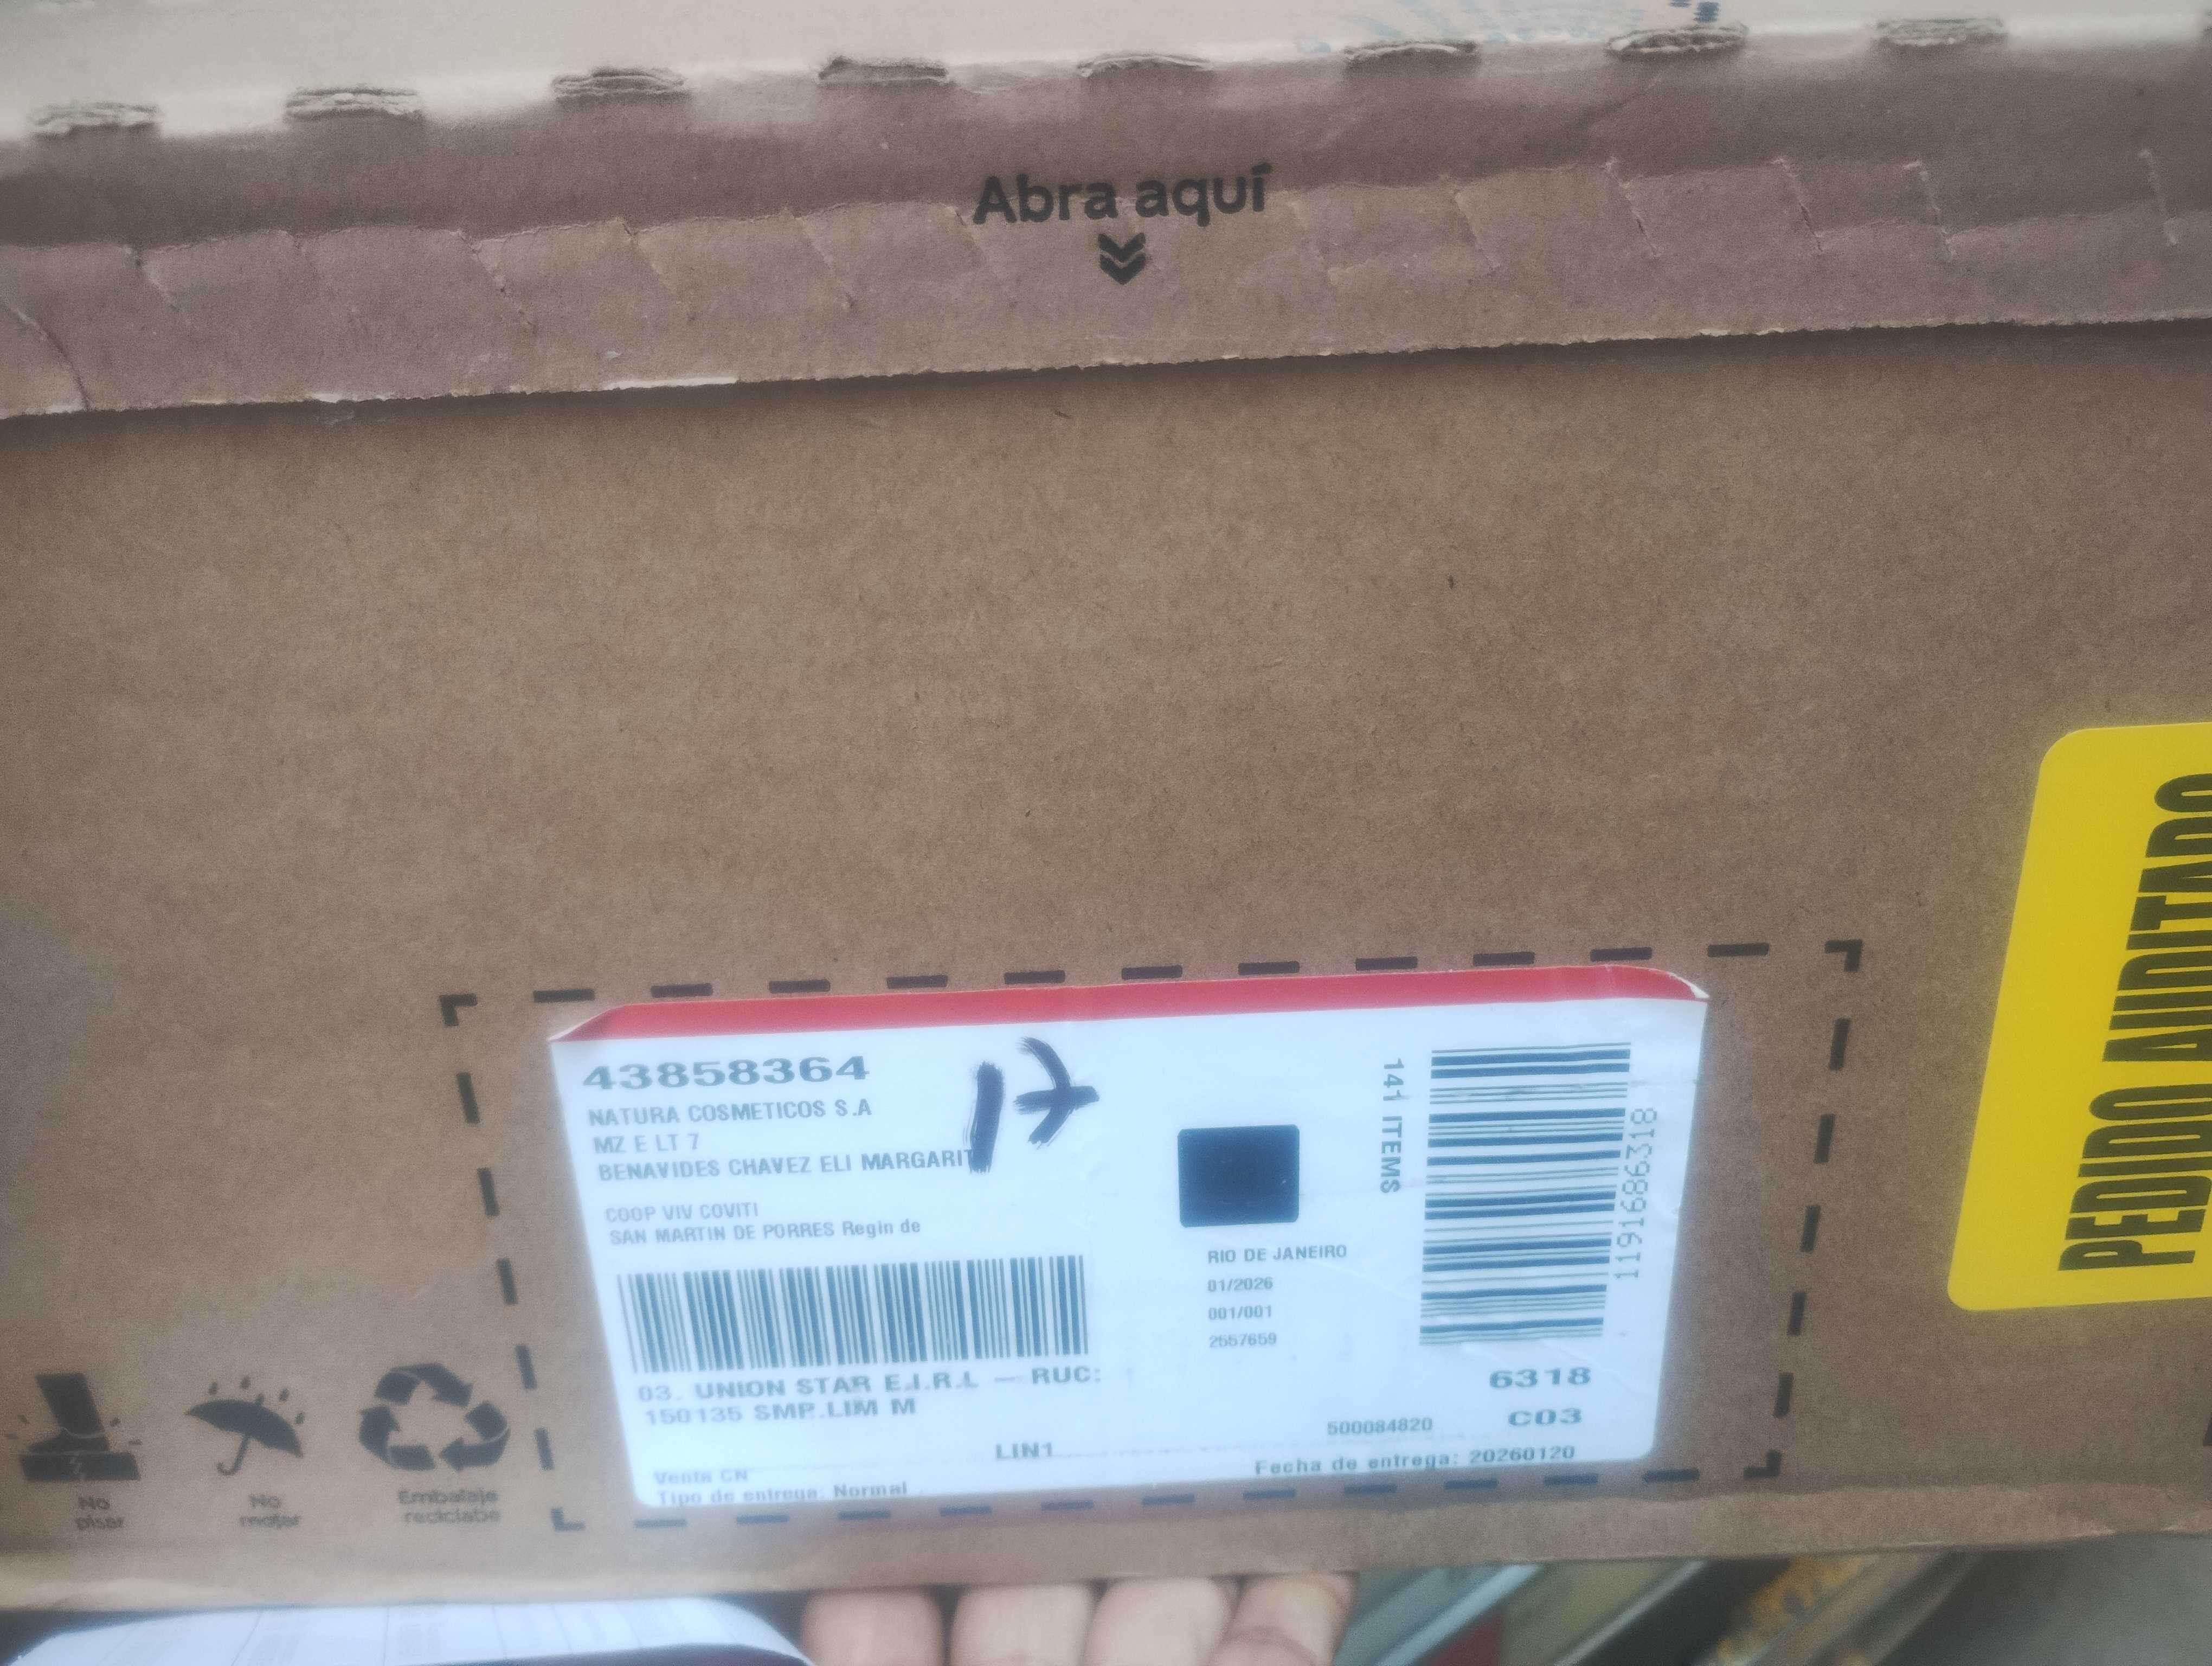 Abra aquí
43858364
NATURA COSMETICOS S.A
MZ E LT 7
BENAVIDES CHAVEZ ELI MARGARIT
COOP VIV COVITI
SAN MARTIN DE PORRES Regin de
03. UNION STAR E.I.R.L - RUC:
150135 SMP.LIM M
LIN1
Venta CN
Tipo de entrega: Normal
RIO DE JANEIRO
01/2026
001/001
2557659
141 ITEMS
1191686318
6318
500084820 C03
Fecha de entrega: 20260120
PEDIDO AUDITADO
No
pisar
No
mojar
Embalaje
reciclable